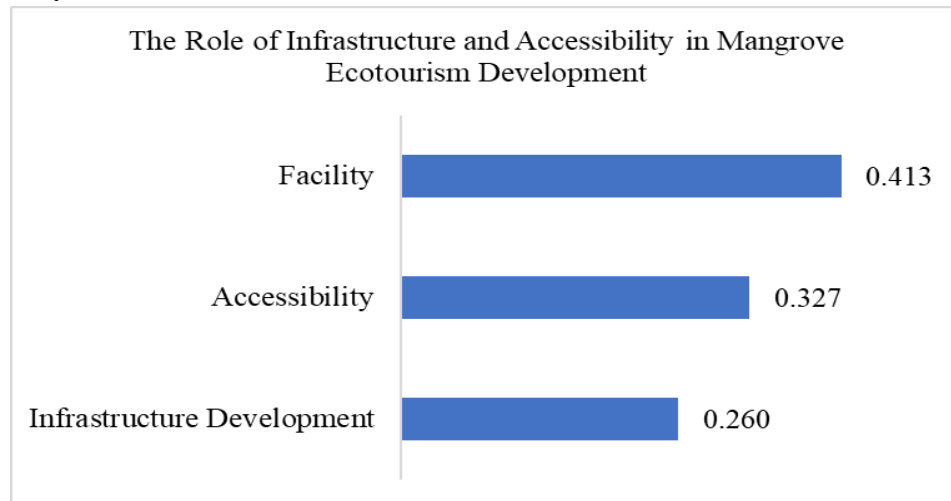 The Role of Infrastructure and Accessibility in Mangrove
Ecotourism Development
Facility
0.413
Accessibility
0.327
Infrastructure Development
0.260